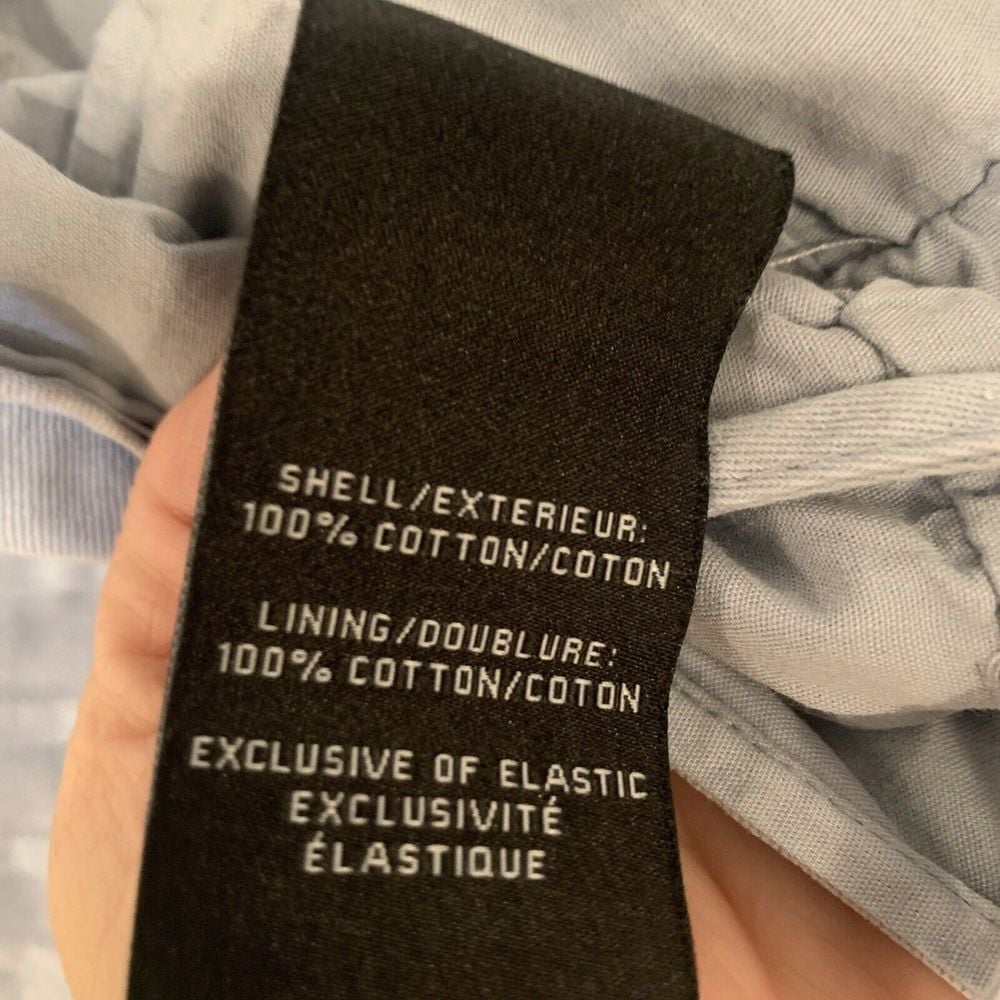 SHELL/EXTERIEUR:
100% COTTON/COTON
LINING/DOUBLURE:
100% COTTON/COTON
EXCLUSIVE OF ELASTIC
EXCLUSIVITÉ
ÉLASTIQUE